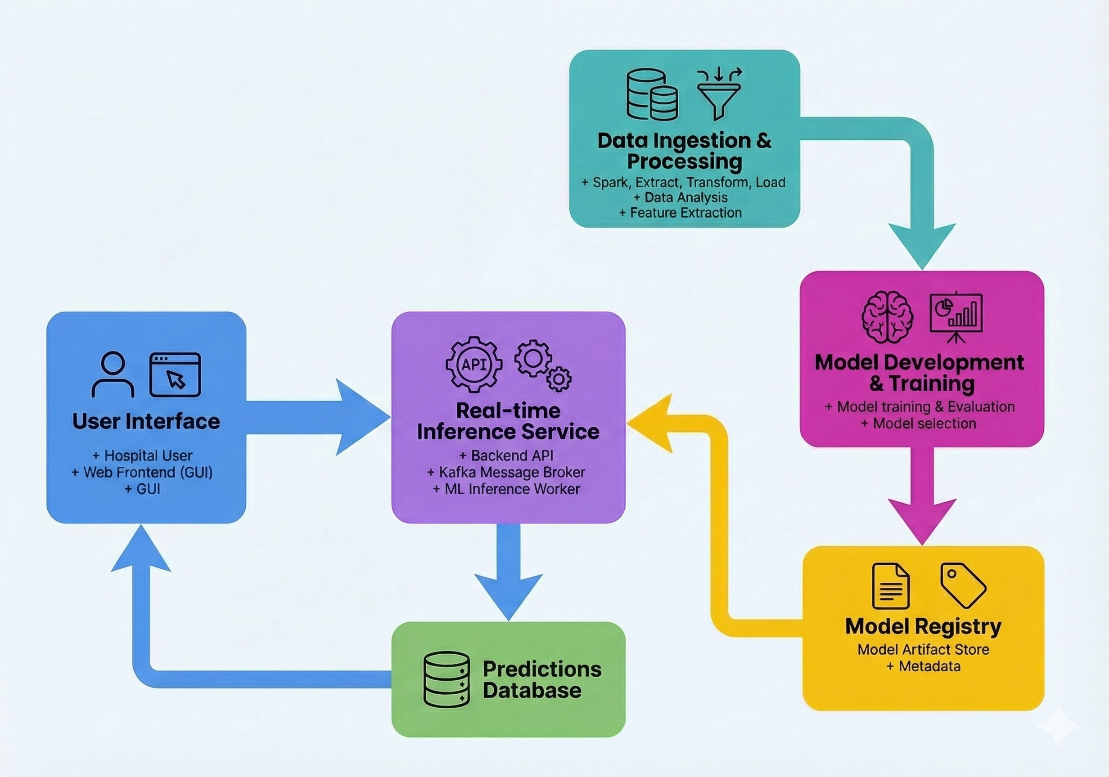 Data Ingestion &
Processing
+ Spark, Extract, Transform, Load
+ Data Analysis
+ Feature Extraction
Model Development
& Training
+ Model training & Evaluation
+ Model selection
User Interface
+ Hospital User
+ Web Frontend (GUI)
+ GUI
API
Real-time
Inference Service
+ Backend API
+ Kafka Message Broker
+ ML Inference Worker
Model Registry
Model Artifact Store
+ Metadata
Predictions
Database